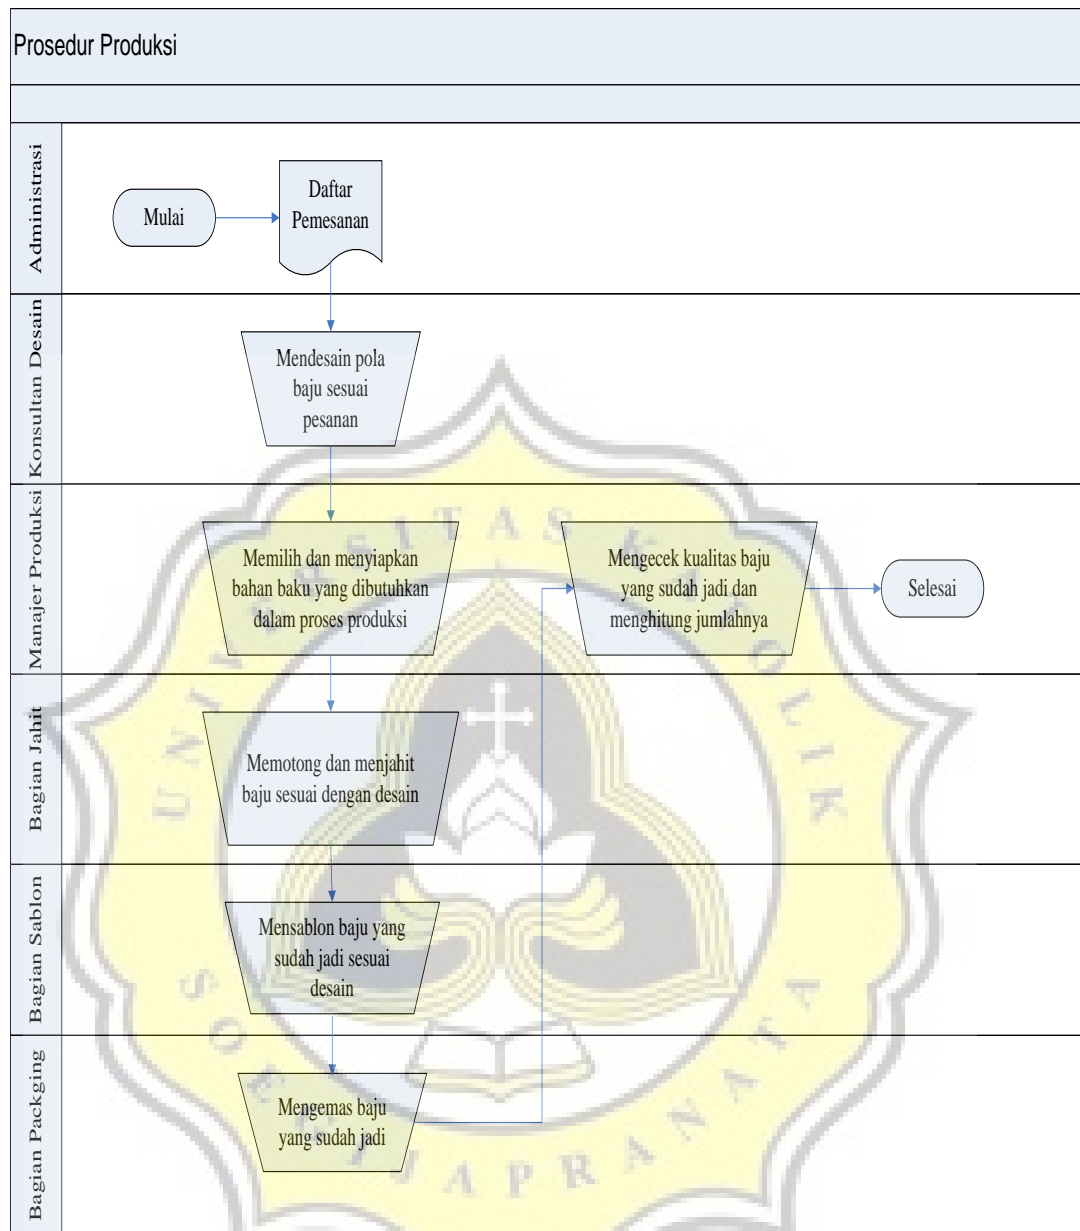 Prosedur Produksi
Administrasi
Mulai
Daftar
Pemesanan
Konsultan Desain
Mendesain pola
baju sesuai
pesanan
Manajer Produksi
Memilih dan menyiapkan
bahan baku yang dibutuhkan
dalam proses produksi
Mengecek kualitas baju
yang sudah jadi dan
menghitung jumlahnya
Selesai
Bagian Jahit
Memotong dan menjahit
baju sesuai dengan desain
Bagian Sablon
Mensablon baju yang
sudah jadi sesuai
desain
Bagian Packging
Mengemas baju
yang sudah jadi
UNIVERSITAS KATOLIK
SOEGIJAPRANATA